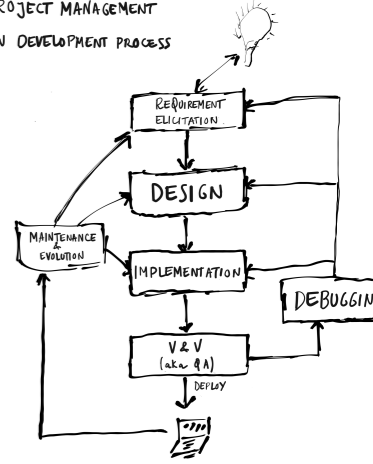 ROJECT MANAGEMENT
DEVELOPMENT PROCESS
REQUIREMENT
ELICITATION
DESIGN
MAINTENANCE
&
EVOLUTION
IMPLEMENTATION
DEBUGGIN
V & V
(aka QA)
DEPLOY